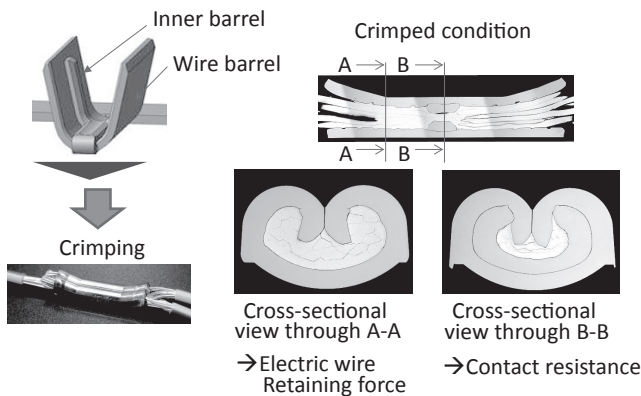 Inner barrel
Wire barrel
Crimping
Crimped condition
A B
A B
Cross-sectional
view through A-A
→Electric wire
Retaining force
Cross-sectional
view through B-B
→Contact resistance